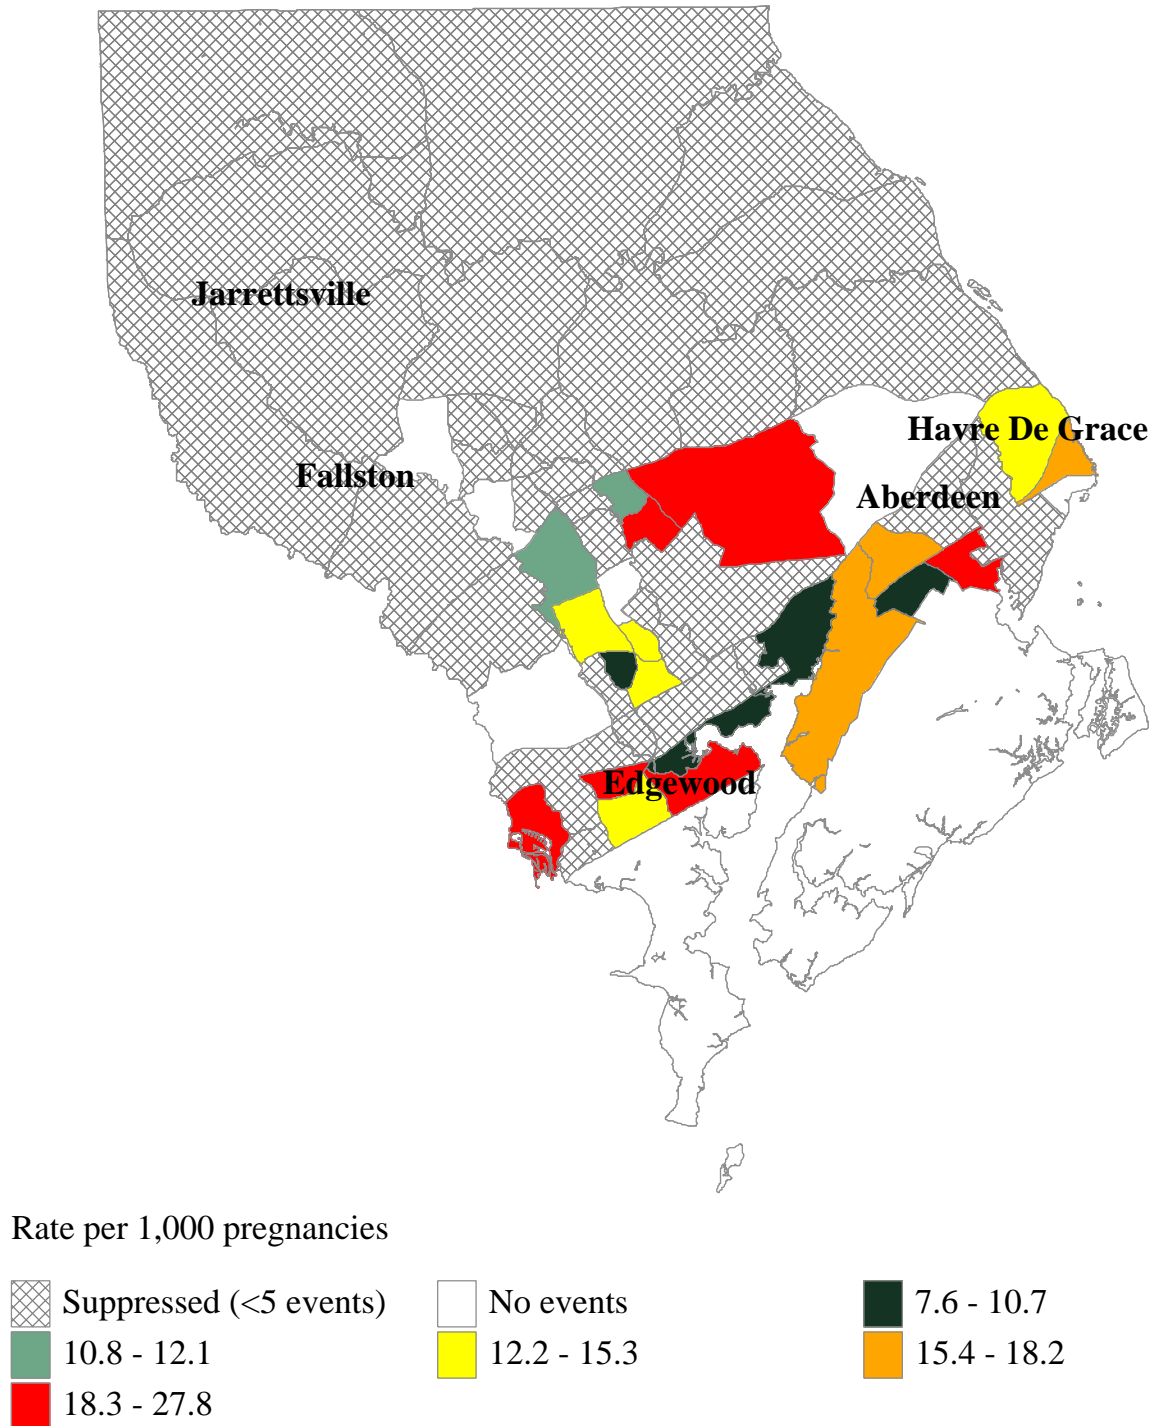 Jarrettsville
Havre De Grace
Fallston
Aberdeen
Edgewood
Rate per 1,000 pregnancies
Suppressed (<5 events)
No events
7.6 - 10.7
10.8 - 12.1
12.2 - 15.3
15.4 - 18.2
18.3 - 27.8